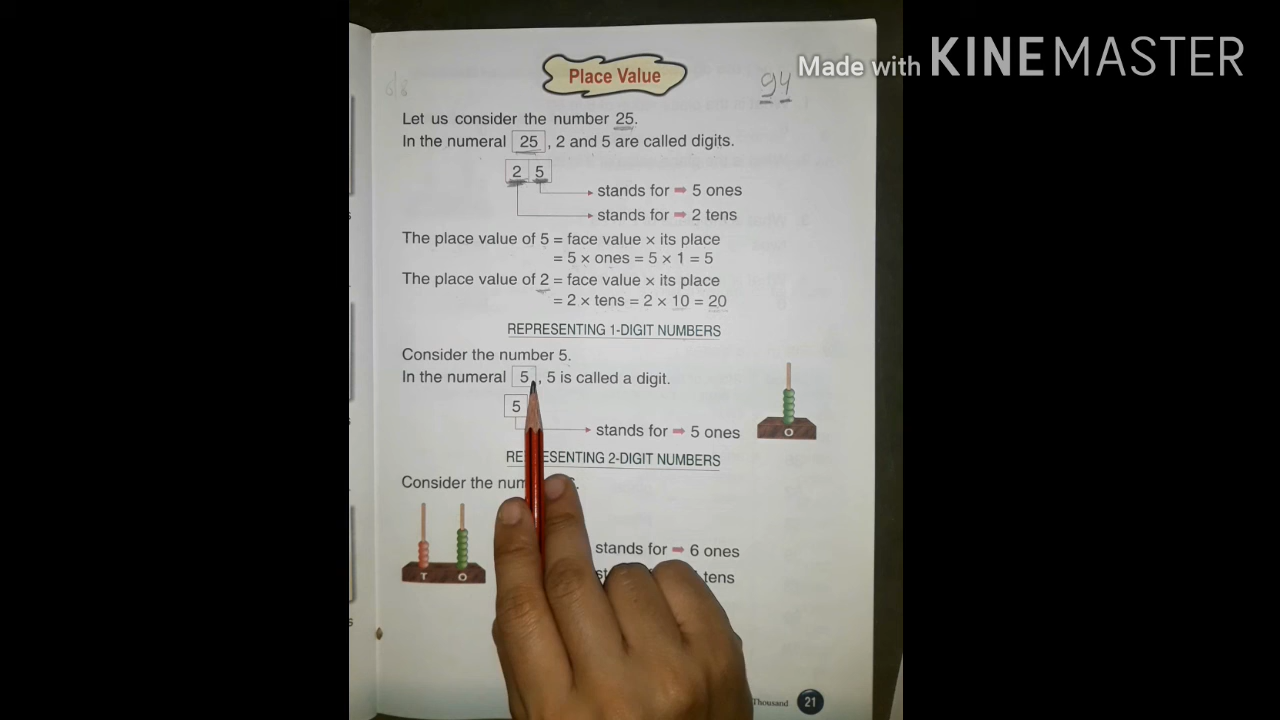 Made with KINEMASTER
Place Value
94
Let us consider the number 25.
In the numeral 25, 2 and 5 are called digits.
2 5
stands for ➡ 5 ones
stands for ➡ 2 tens
The place value of 5 = face value × its place
= 5 × ones = 5 × 1 = 5
The place value of 2 = face value × its place
= 2 × tens = 2 × 10 = 20
REPRESENTING 1-DIGIT NUMBERS
Consider the number 5.
In the numeral 5, 5 is called a digit.
5
stands for ➡ 5 ones
O
REPRESENTING 2-DIGIT NUMBERS
Consider the
stands for ➡ 6 ones
tens
T O
Thousand 21